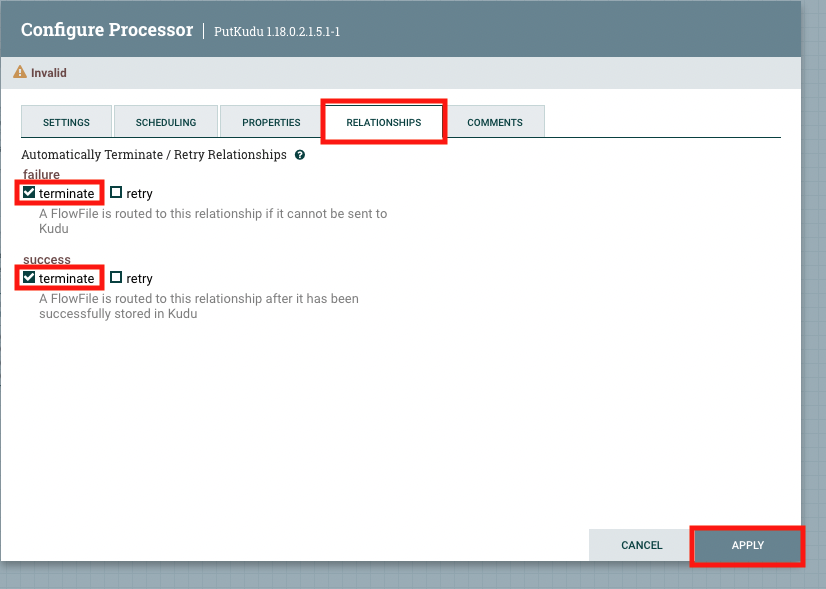 Configure Processor | PutKudu 1.18.0.2.1.5.1-1
Invalid
SETTINGS SCHEDULING PROPERTIES RELATIONSHIPS COMMENTS
Automatically Terminate / Retry Relationships ?
failure
terminate retry
A FlowFile is routed to this relationship if it cannot be sent to
Kudu
success
terminate retry
A FlowFile is routed to this relationship after it has been
successfully stored in Kudu
CANCEL APPLY